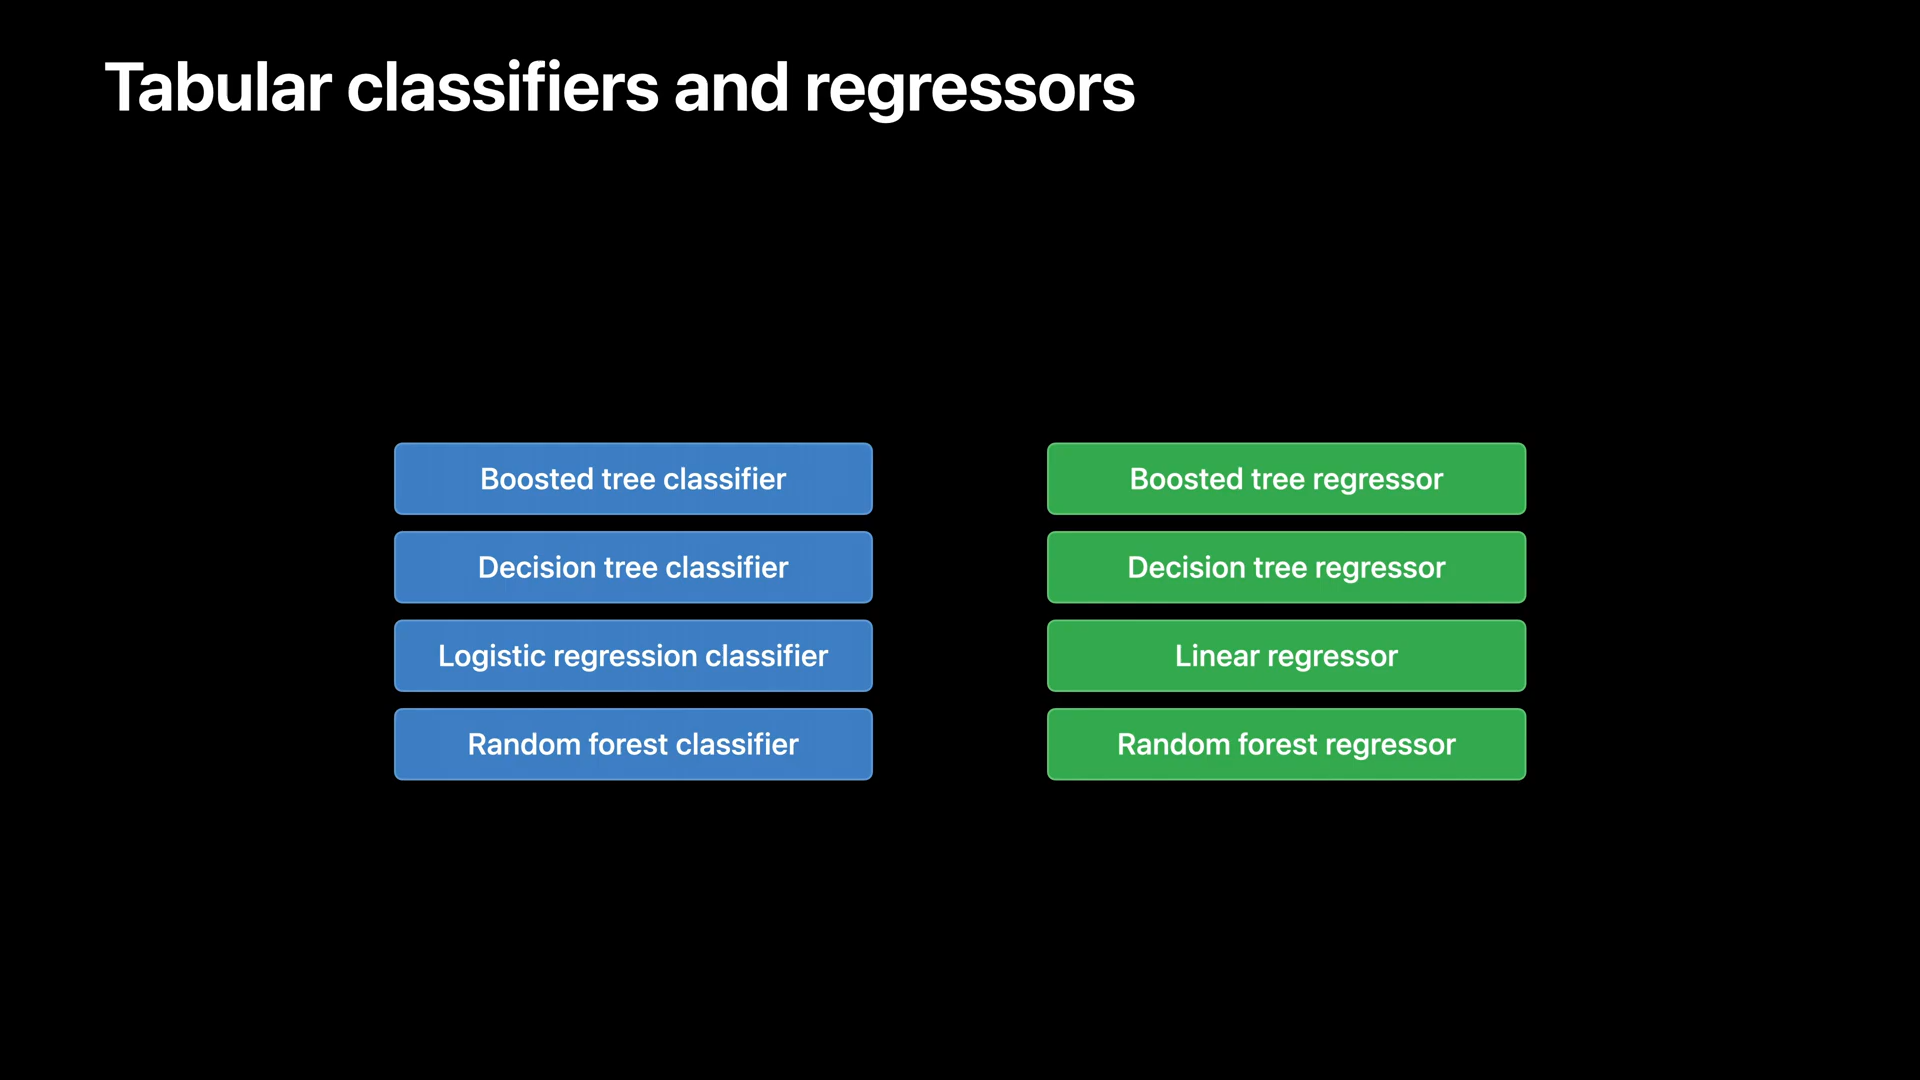 Tabular classifiers and regressors
Boosted tree classifier
Decision tree classifier
Logistic regression classifier
Random forest classifier
Boosted tree regressor
Decision tree regressor
Linear regressor
Random forest regressor